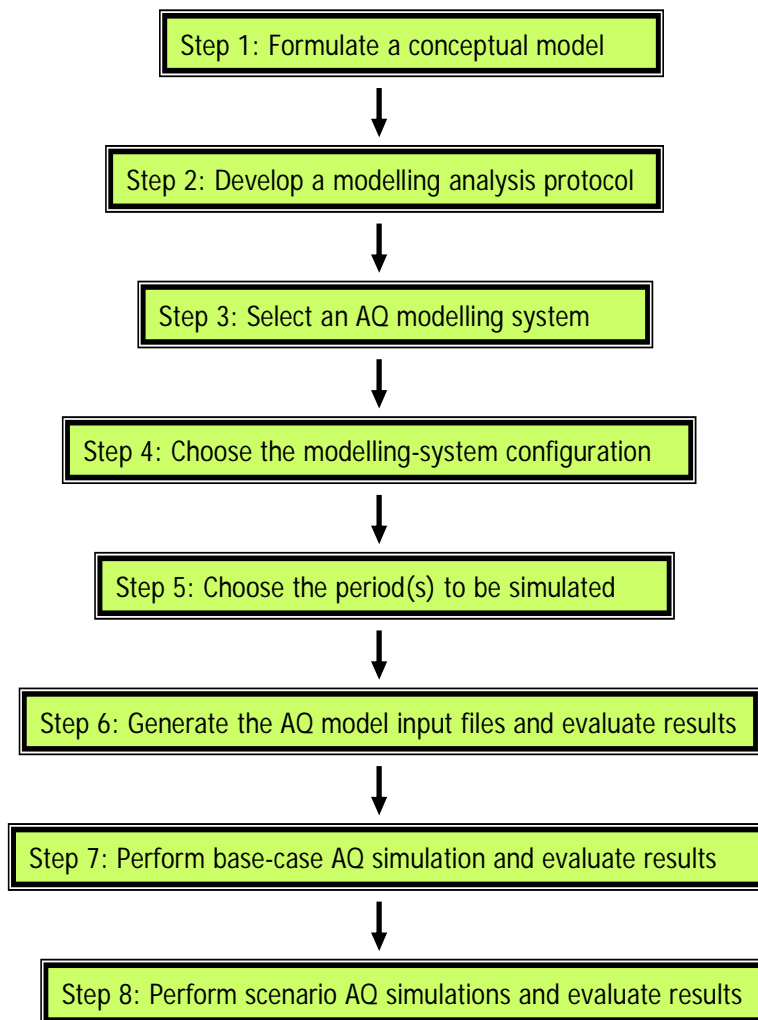 Step 1: Formulate a conceptual model
Step 2: Develop a modelling analysis protocol
Step 3: Select an AQ modelling system
Step 4: Choose the modelling-system configuration
Step 5: Choose the period(s) to be simulated
Step 6: Generate the AQ model input files and evaluate results
Step 7: Perform base-case AQ simulation and evaluate results
Step 8: Perform scenario AQ simulations and evaluate results